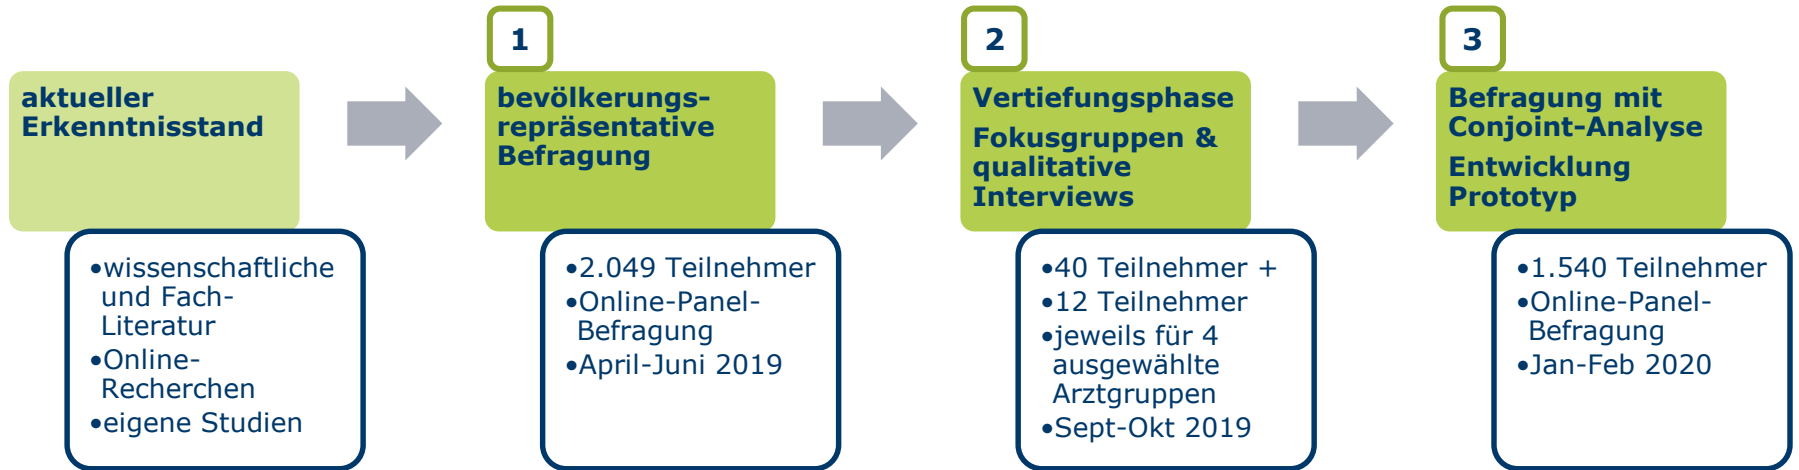 aktueller
Erkenntnisstand
•wissenschaftliche
und Fach-
Literatur
•Online-
Recherchen
•eigene Studien
1
bevölkerungs-
repräsentative
Befragung
•2.049 Teilnehmer
•Online-Panel-
Befragung
•April-Juni 2019
2
Vertiefungsphase
Fokusgruppen &
qualitative
Interviews
•40 Teilnehmer +
•12 Teilnehmer
•jeweils für 4
ausgewählte
Arztgruppen
•Sept-Okt 2019
3
Befragung mit
Conjoint-Analyse
Entwicklung
Prototyp
•1.540 Teilnehmer
•Online-Panel-
Befragung
•Jan-Feb 2020